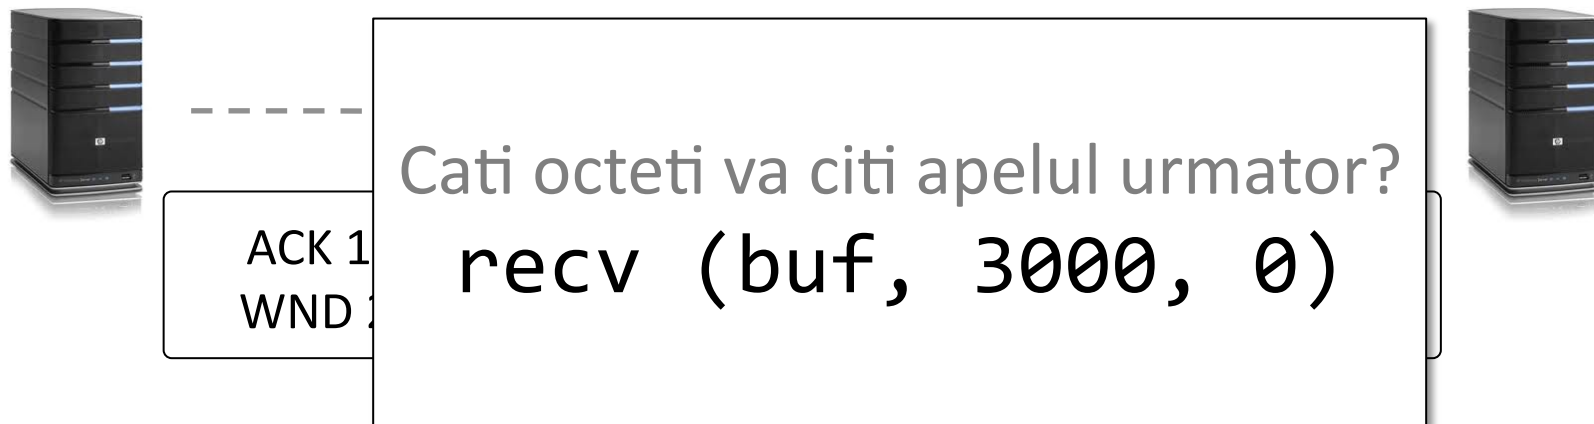 Cati octeti va citi apelul urmator?
ACK 1
recv (buf, 3000, 0)
WND